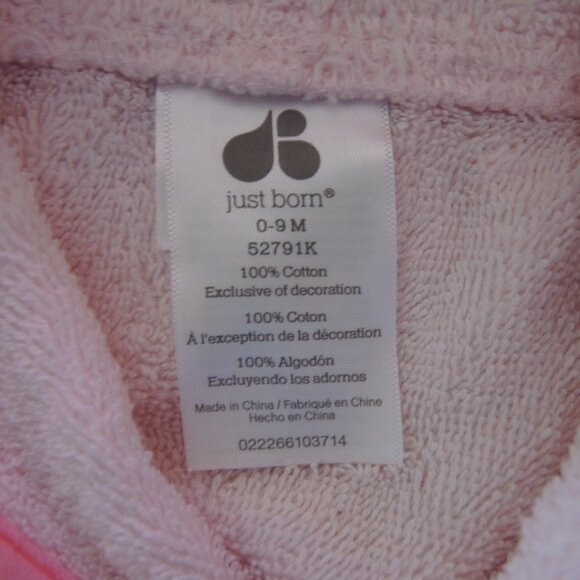 just born®
0-9 M
52791K
100% Cotton
Exclusive of decoration
100% Coton
À l'exception de la décoration
100% Algodón
Excluyendo los adornos
Made in China / Fabriqué en Chine
Hecho en China
022266103714